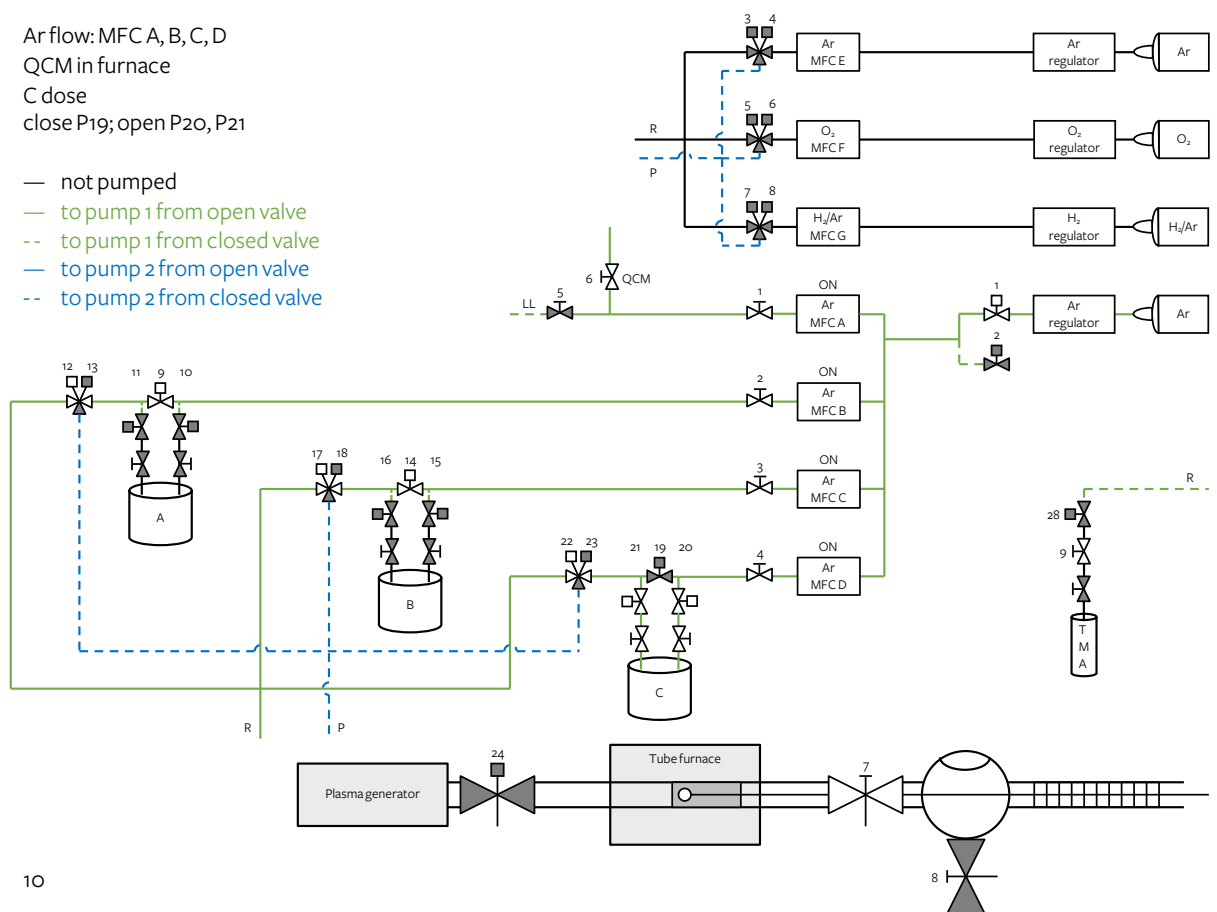 Ar flow: MFC A, B, C, D
QCM in furnace
C dose
close P19; open P20, P21
— not pumped
— to pump 1 from open valve
-- to pump 1 from closed valve
— to pump 2 from open valve
-- to pump 2 from closed valve
3 4
Ar
MFC E
Ar
regulator
Ar
5 6
R
O₂
MFC F
O₂
regulator
O₂
P
7 8
H₂/Ar
MFC G
H₂
regulator
H₂/Ar
6 QCM
LL 5
1
ON
Ar
MFC A
1
Ar
regulator
Ar
2
12 13
11 9 10
2
ON
Ar
MFC B
A
17 18
16 14 15
3
ON
Ar
MFC C
B
R
28
9
T
M
A
22 23
21 19 20
4
ON
Ar
MFC D
C
R P
Plasma generator
24
Tube furnace
7
8
10